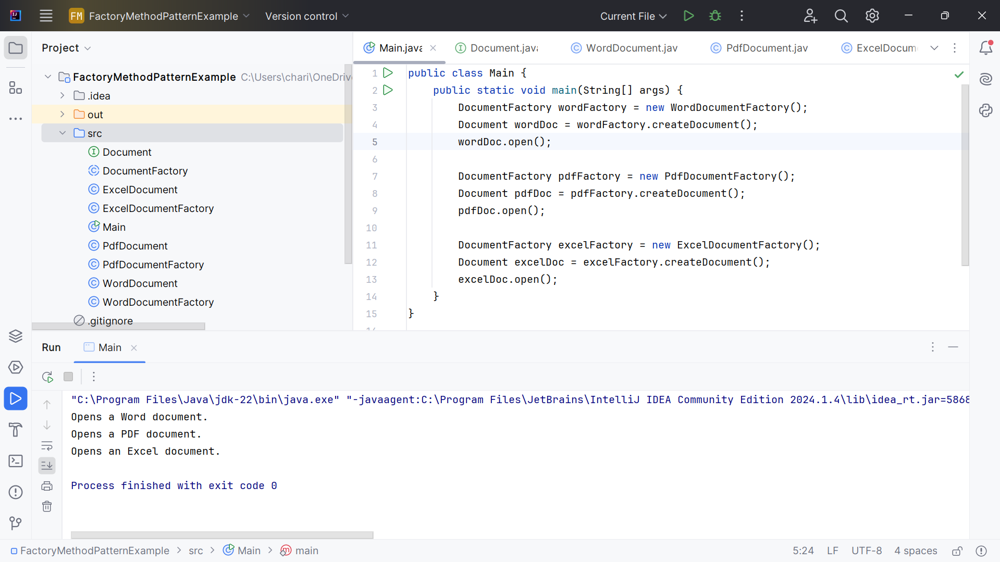 FM FactoryMethodPatternExample Version control Current File
Project
Main.java Document.java WordDocument.jav PdfDocument.jav ExcelDocum
FactoryMethodPatternExample C:\Users\chari\OneDriv
.idea
out
src
Document
DocumentFactory
ExcelDocument
ExcelDocumentFactory
Main
PdfDocument
PdfDocumentFactory
WordDocument
WordDocumentFactory
.gitignore
1 public class Main {
2 public static void main(String[] args) {
3 DocumentFactory wordFactory = new WordDocumentFactory();
4 Document wordDoc = wordFactory.createDocument();
5 wordDoc.open();
6
7 DocumentFactory pdfFactory = new PdfDocumentFactory();
8 Document pdfDoc = pdfFactory.createDocument();
9 pdfDoc.open();
10
11 DocumentFactory excelFactory = new ExcelDocumentFactory();
12 Document excelDoc = excelFactory.createDocument();
13 excelDoc.open();
14 }
15 }
Run Main
"C:\Program Files\Java\jdk-22\bin\java.exe" "-javaagent:C:\Program Files\JetBrains\IntelliJ IDEA Community Edition 2024.1.4\lib\idea_rt.jar=5868
Opens a Word document.
Opens a PDF document.
Opens an Excel document.
Process finished with exit code 0
FactoryMethodPatternExample > src > Main > main 5:24 LF UTF-8 4 spaces